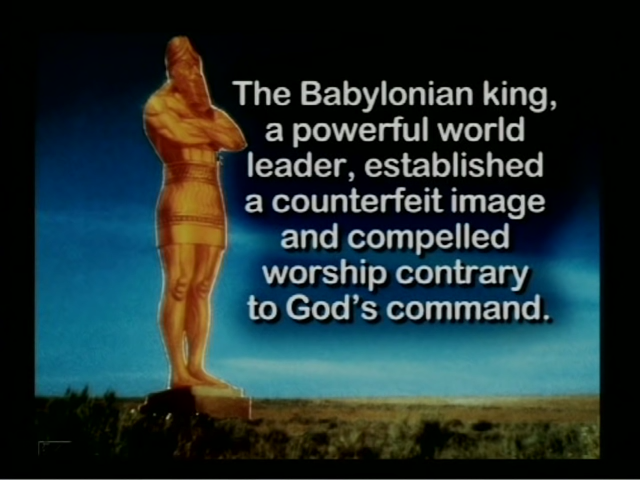 The Babylonian king,
a powerful world
leader, established
a counterfeit image
and compelled
worship contrary
to God's command.